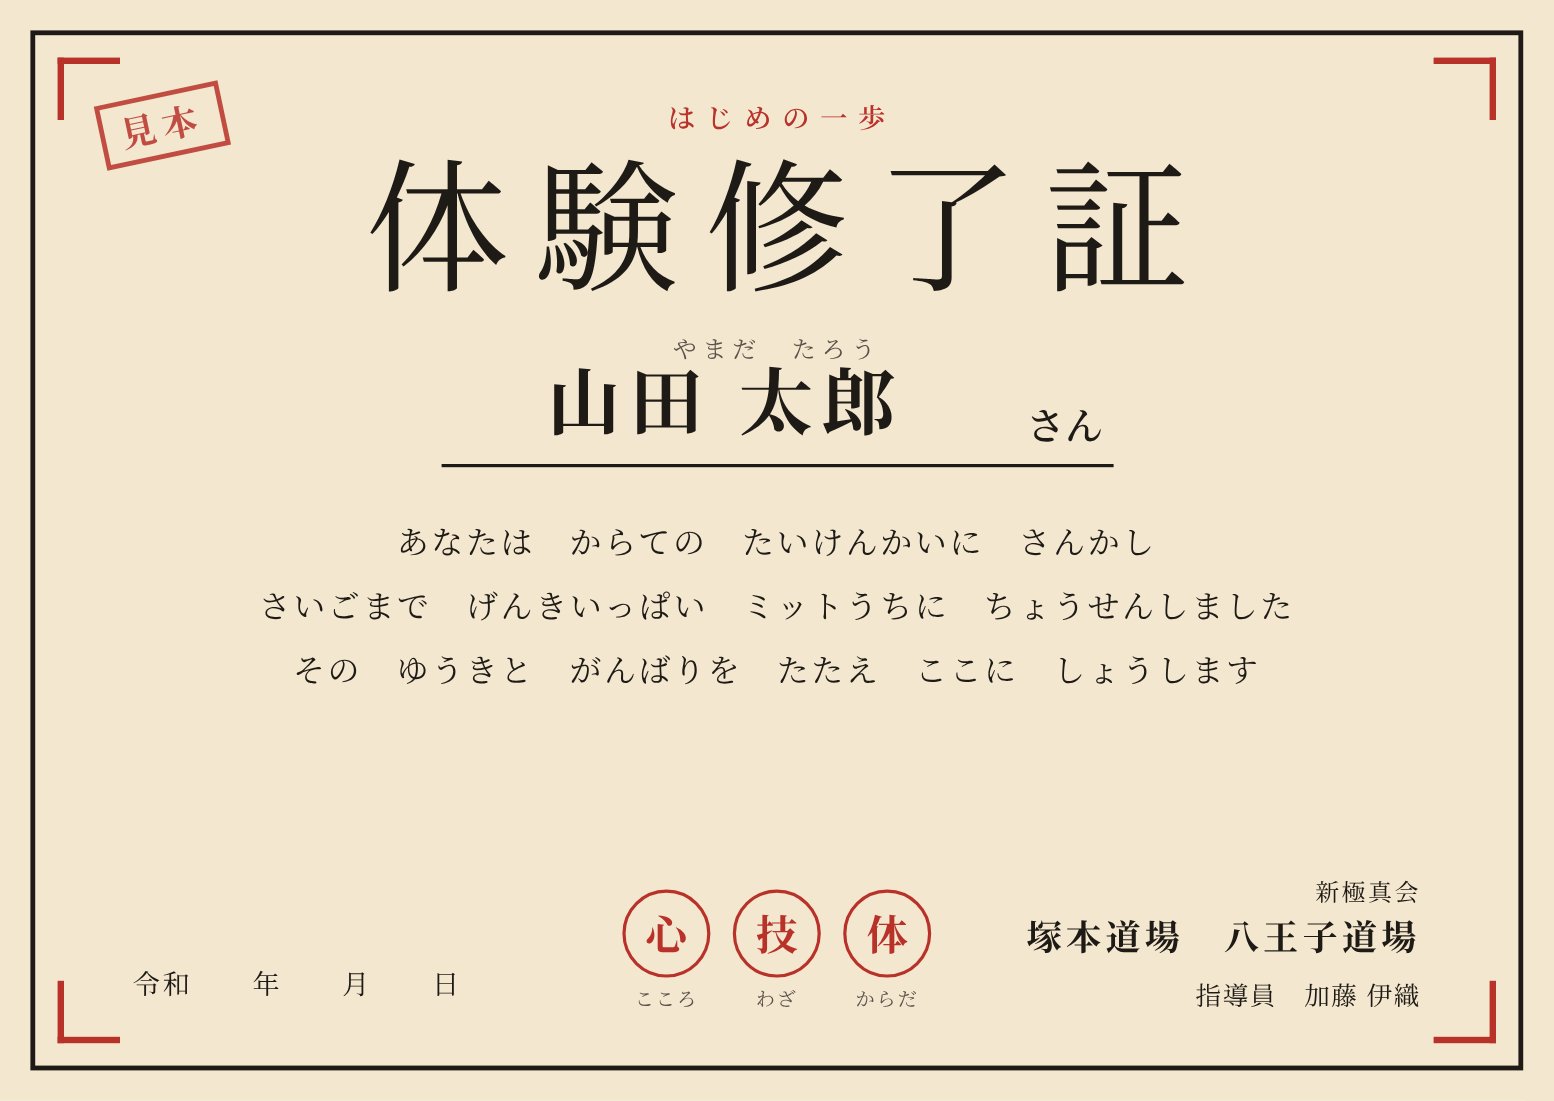 見本
はじめの一歩
体験修了証
やまだ　たろう
山田 太郎　さん
あなたは　からての　たいけんかいに　さんかし
さいごまで　げんきいっぱい　ミットうちに　ちょうせんしました
その　ゆうきと　がんばりを　たたえ　ここに　しょうします
令和　　年　　月　　日
心　技　体
こころ　わざ　からだ
新極真会
塚本道場　八王子道場
指導員　加藤 伊織